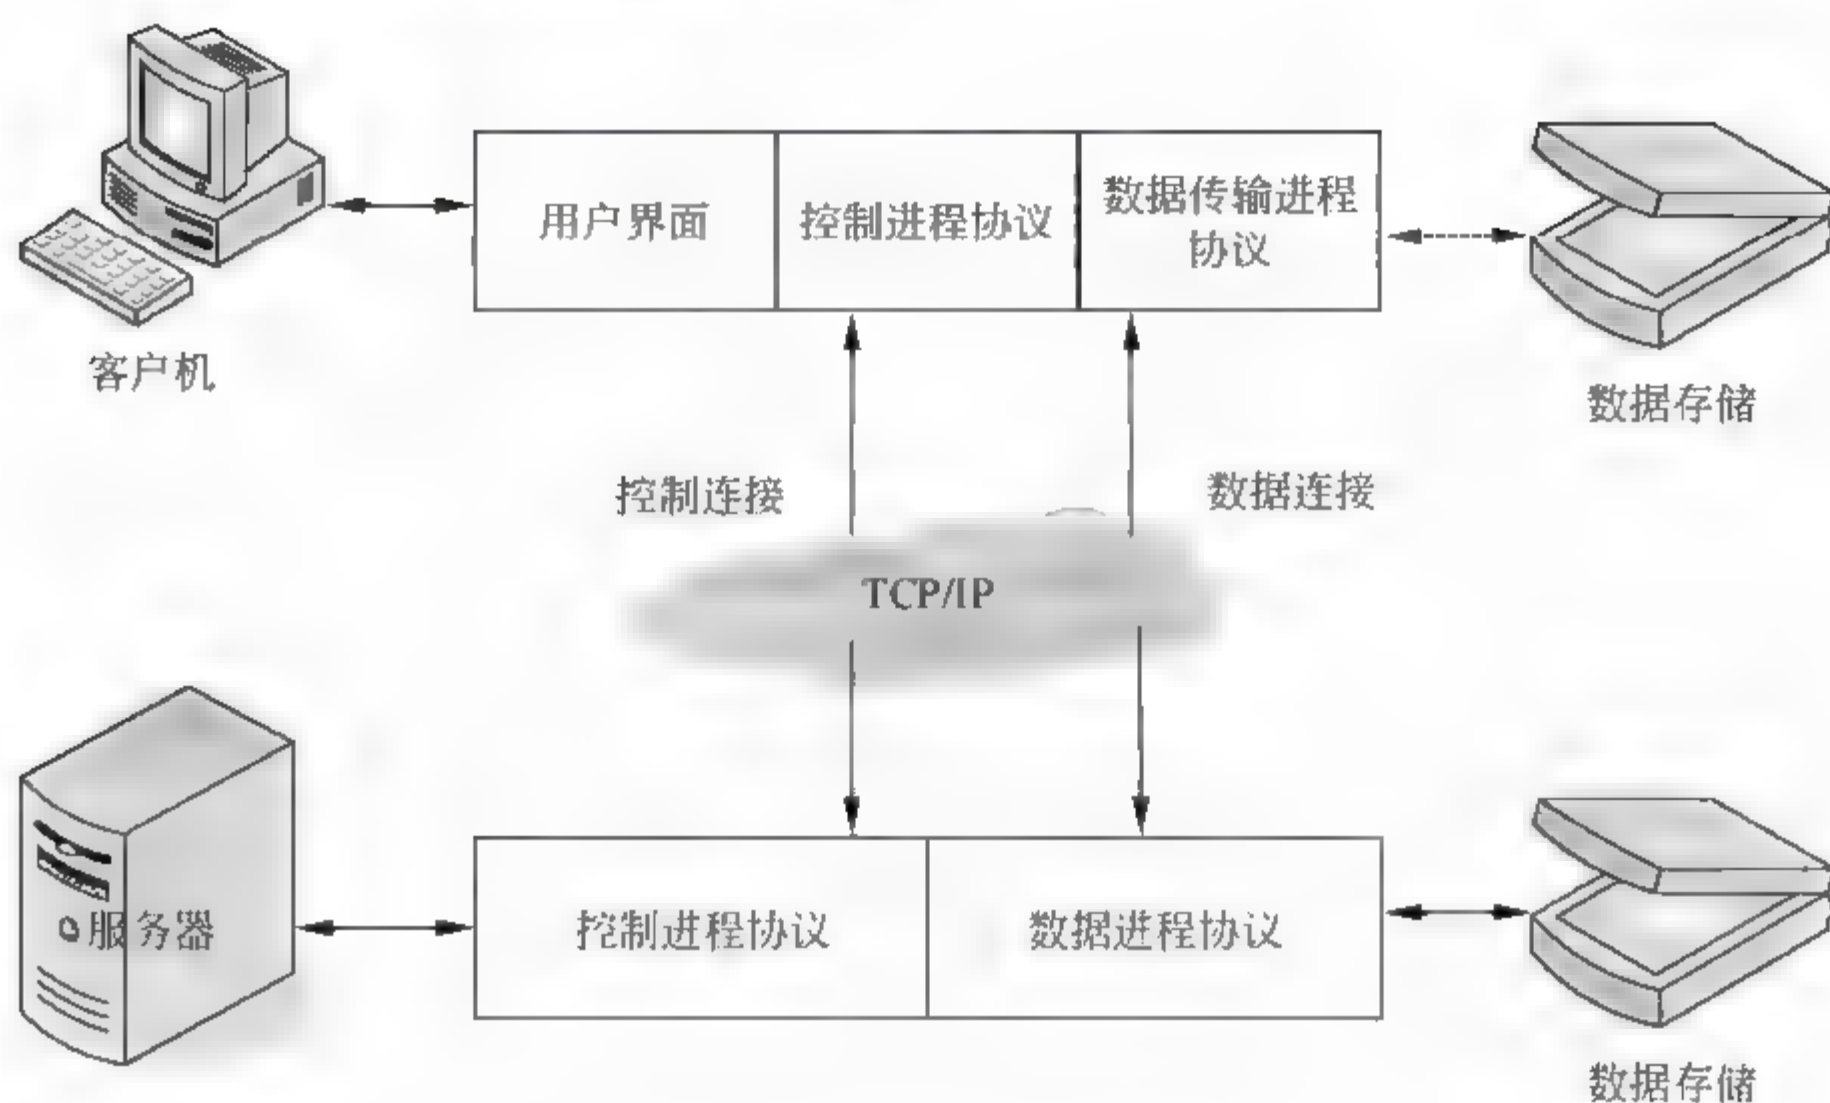 用户界面
控制进程协议
数据传输进程
协议
客户机
数据存储
控制连接
数据连接
TCP/IP
服务器
控制进程协议
数据进程协议
数据存储